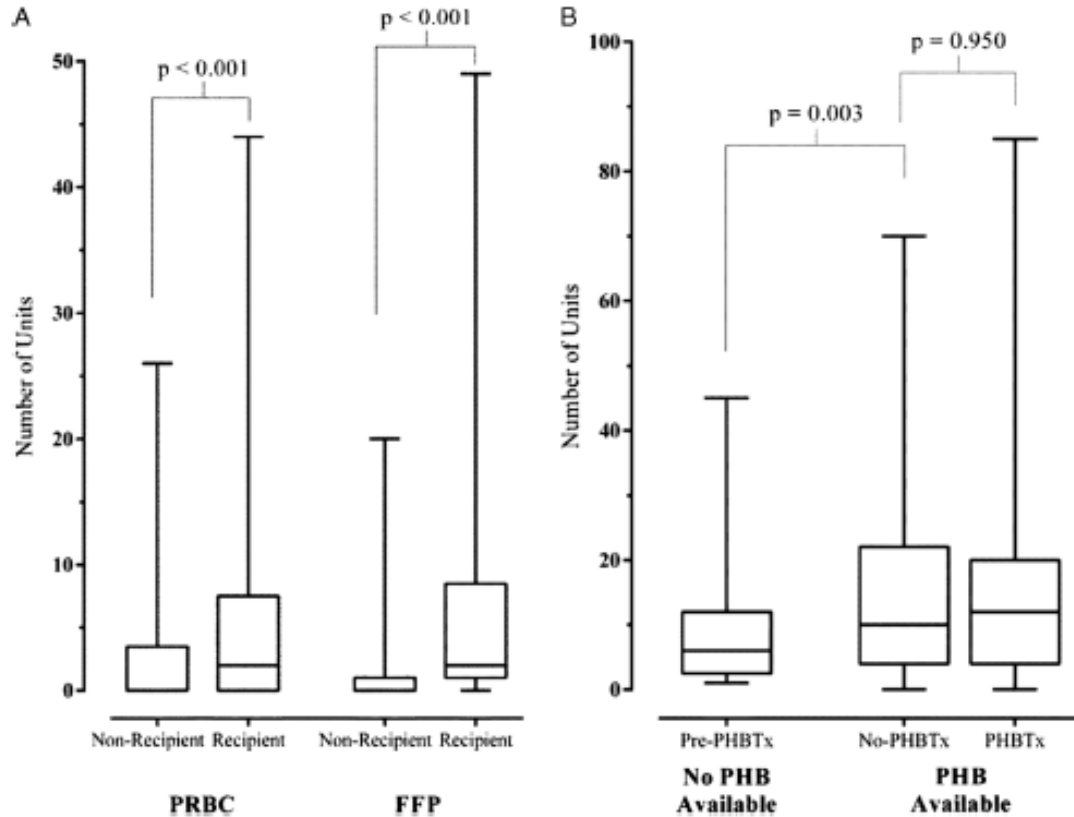 A
p < 0.001
p < 0.001
50
40
30
20
10
0
Number of Units
Non-Recipient Recipient Non-Recipient Recipient
PRBC FFP
B
p = 0.950
p = 0.003
100
80
60
40
20
0
Number of Units
Pre-PHBTx No-PHBTx PHBTx
No PHB PHB
Available Available